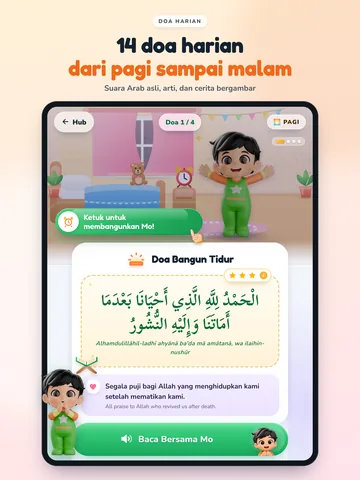 DOA HARIAN
14 doa harian
dari pagi sampai malam
Suara Arab asli, arti, dan cerita bergambar
← Hub
Doa 1 / 4
PAGI
Ketuk untuk
membangunkan Mo!
Doa Bangun Tidur
الْحَمْدُ لِلَّهِ الَّذِي أَحْيَانَا بَعْدَمَا
أَمَاتَنَا وَإِلَيْهِ النُّشُورُ
Alhamdulillāhil-ladhī aḥyānā ba'da mā amātanā, wa ilaihin-
nushūr
Segala puji bagi Allah yang menghidupkan kami
setelah mematikan kami.
All praise to Allah who revived us after death.
Baca Bersama Mo